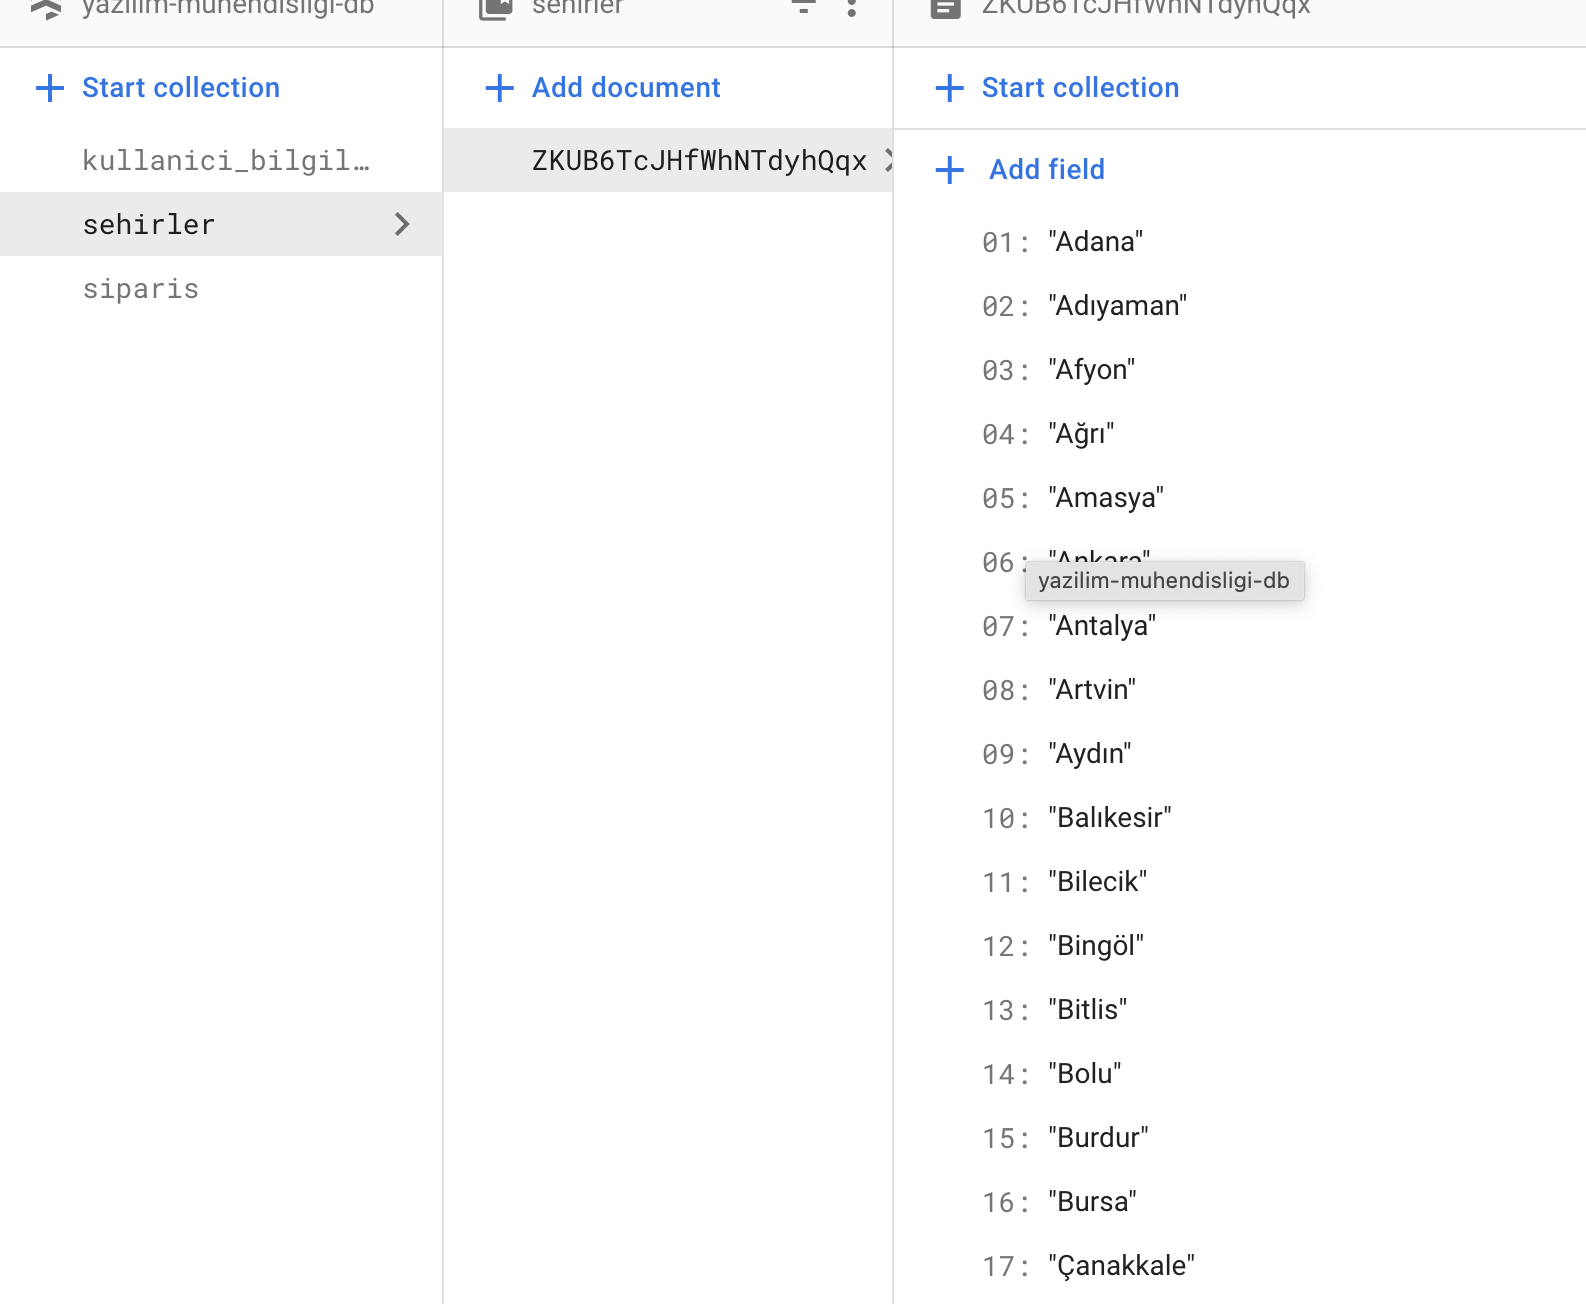 yazilim-muhendisligi-db
sehirler
ZKUB6TcJHfWhNTdyhQqx
Start collection
kullanici_bilgil…
sehirler
siparis
Add document
ZKUB6TcJHfWhNTdyhQqx
Start collection
Add field
01: "Adana"
02: "Adıyaman"
03: "Afyon"
04: "Ağrı"
05: "Amasya"
06: "Ankara"
yazilim-muhendisligi-db
07: "Antalya"
08: "Artvin"
09: "Aydın"
10: "Balıkesir"
11: "Bilecik"
12: "Bingöl"
13: "Bitlis"
14: "Bolu"
15: "Burdur"
16: "Bursa"
17: "Çanakkale"